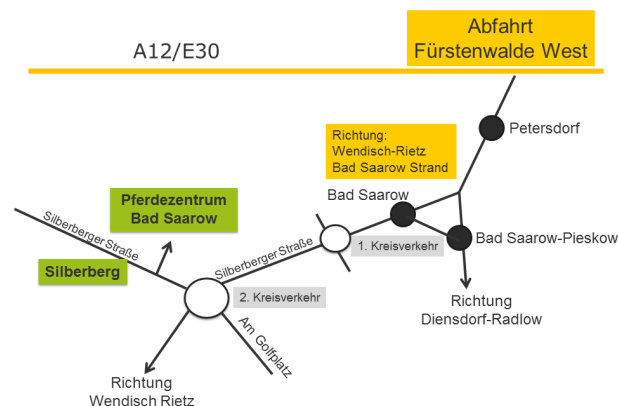 Abfahrt
Fürstenwalde West
A12/E30
Petersdorf
Richtung:
Wendisch-Rietz
Bad Saarow Strand
Bad Saarow
Pferdezentrum
Bad Saarow
Silberberger Straße
Silberberg
1. Kreisverkehr
Bad Saarow-Pieskow
Silberberger Straße
2. Kreisverkehr
Richtung
Diensdorf-Radlow
Am Golfplatz
Richtung
Wendisch Rietz